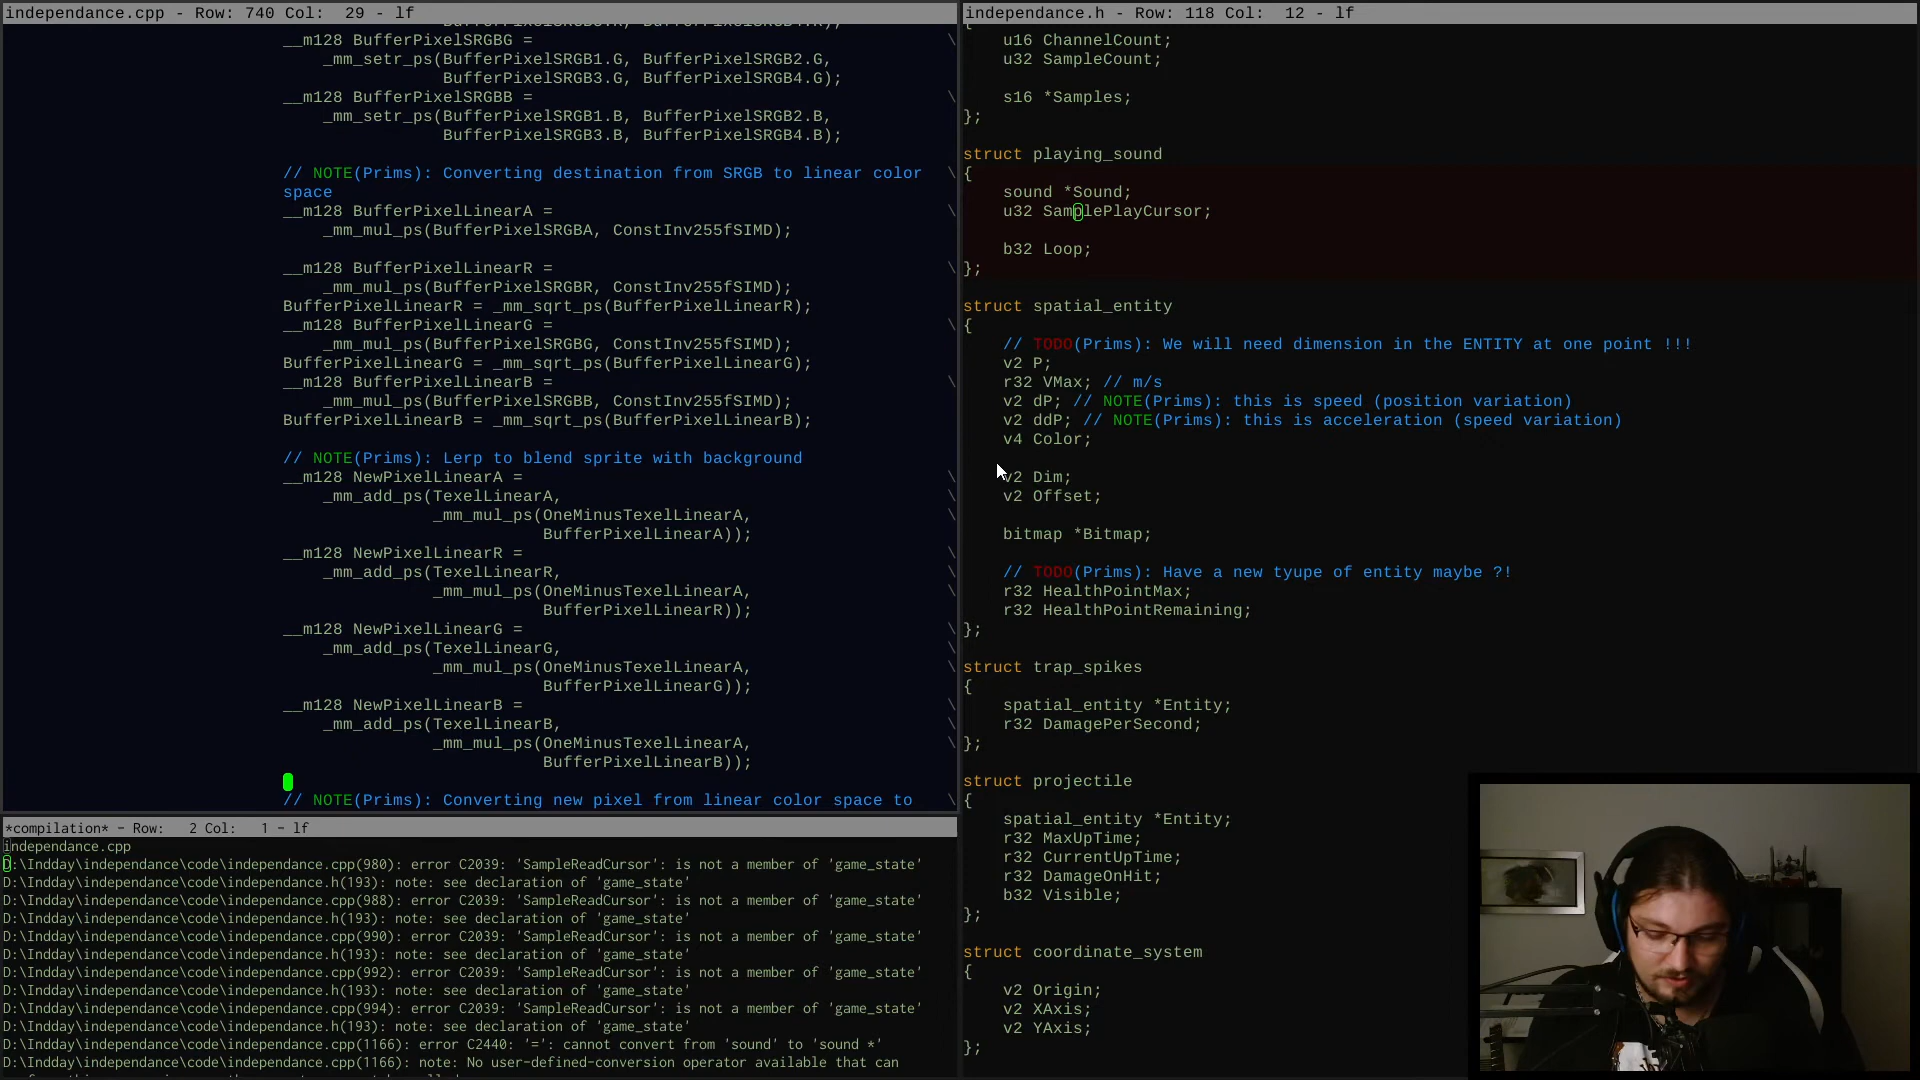 independance.cpp - Row: 740 Col:  29 - lf
__m128 BufferPixelSRGBG = \
_mm_setr_ps(BufferPixelSRGB1.G, BufferPixelSRGB2.G,
BufferPixelSRGB3.G, BufferPixelSRGB4.G);
__m128 BufferPixelSRGBB = \
_mm_setr_ps(BufferPixelSRGB1.B, BufferPixelSRGB2.B,
BufferPixelSRGB3.B, BufferPixelSRGB4.B);
// NOTE(Prims): Converting destination from SRGB to linear color \
space
__m128 BufferPixelLinearA = \
_mm_mul_ps(BufferPixelSRGBA, ConstInv255fSIMD);
__m128 BufferPixelLinearR = \
_mm_mul_ps(BufferPixelSRGBR, ConstInv255fSIMD);
BufferPixelLinearR = _mm_sqrt_ps(BufferPixelLinearR);
__m128 BufferPixelLinearG = \
_mm_mul_ps(BufferPixelSRGBG, ConstInv255fSIMD);
BufferPixelLinearG = _mm_sqrt_ps(BufferPixelLinearG);
__m128 BufferPixelLinearB = \
_mm_mul_ps(BufferPixelSRGBB, ConstInv255fSIMD);
BufferPixelLinearB = _mm_sqrt_ps(BufferPixelLinearB);
// NOTE(Prims): Lerp to blend sprite with background
__m128 NewPixelLinearA = \
_mm_add_ps(TexelLinearA,
_mm_mul_ps(OneMinusTexelLinearA,
BufferPixelLinearA));
__m128 NewPixelLinearR = \
_mm_add_ps(TexelLinearR,
_mm_mul_ps(OneMinusTexelLinearA,
BufferPixelLinearR));
__m128 NewPixelLinearG = \
_mm_add_ps(TexelLinearG,
_mm_mul_ps(OneMinusTexelLinearA,
BufferPixelLinearG));
__m128 NewPixelLinearB = \
_mm_add_ps(TexelLinearB,
_mm_mul_ps(OneMinusTexelLinearA, \
BufferPixelLinearB));
// NOTE(Prims): Converting new pixel from linear color space to \
*compilation* - Row:   2 Col:   1 - lf
independance.cpp
D:\Indday\independance\code\independance.cpp(980): error C2039: 'SampleReadCursor': is not a member of 'game_state'
D:\Indday\independance\code\independance.h(193): note: see declaration of 'game_state'
D:\Indday\independance\code\independance.cpp(988): error C2039: 'SampleReadCursor': is not a member of 'game_state'
D:\Indday\independance\code\independance.h(193): note: see declaration of 'game_state'
D:\Indday\independance\code\independance.cpp(990): error C2039: 'SampleReadCursor': is not a member of 'game_state'
D:\Indday\independance\code\independance.h(193): note: see declaration of 'game_state'
D:\Indday\independance\code\independance.cpp(992): error C2039: 'SampleReadCursor': is not a member of 'game_state'
D:\Indday\independance\code\independance.h(193): note: see declaration of 'game_state'
D:\Indday\independance\code\independance.cpp(994): error C2039: 'SampleReadCursor': is not a member of 'game_state'
D:\Indday\independance\code\independance.h(193): note: see declaration of 'game_state'
D:\Indday\independance\code\independance.cpp(1166): error C2440: '=': cannot convert from 'sound' to 'sound *'
D:\Indday\independance\code\independance.cpp(1166): note: No user-defined-conversion operator available that can
independance.h - Row: 118 Col:  12 - lf
{
u16 ChannelCount;
u32 SampleCount;
s16 *Samples;
};
struct playing_sound
{
sound *Sound;
u32 SamplePlayCursor;
b32 Loop;
};
struct spatial_entity
{
// TODO(Prims): We will need dimension in the ENTITY at one point !!!
v2 P;
r32 VMax; // m/s
v2 dP; // NOTE(Prims): this is speed (position variation)
v2 ddP; // NOTE(Prims): this is acceleration (speed variation)
v4 Color;
v2 Dim;
v2 Offset;
bitmap *Bitmap;
// TODO(Prims): Have a new tyupe of entity maybe ?!
r32 HealthPointMax;
r32 HealthPointRemaining;
};
struct trap_spikes
{
spatial_entity *Entity;
r32 DamagePerSecond;
};
struct projectile
{
spatial_entity *Entity;
r32 MaxUpTime;
r32 CurrentUpTime;
r32 DamageOnHit;
b32 Visible;
};
struct coordinate_system
{
v2 Origin;
v2 XAxis;
v2 YAxis;
};